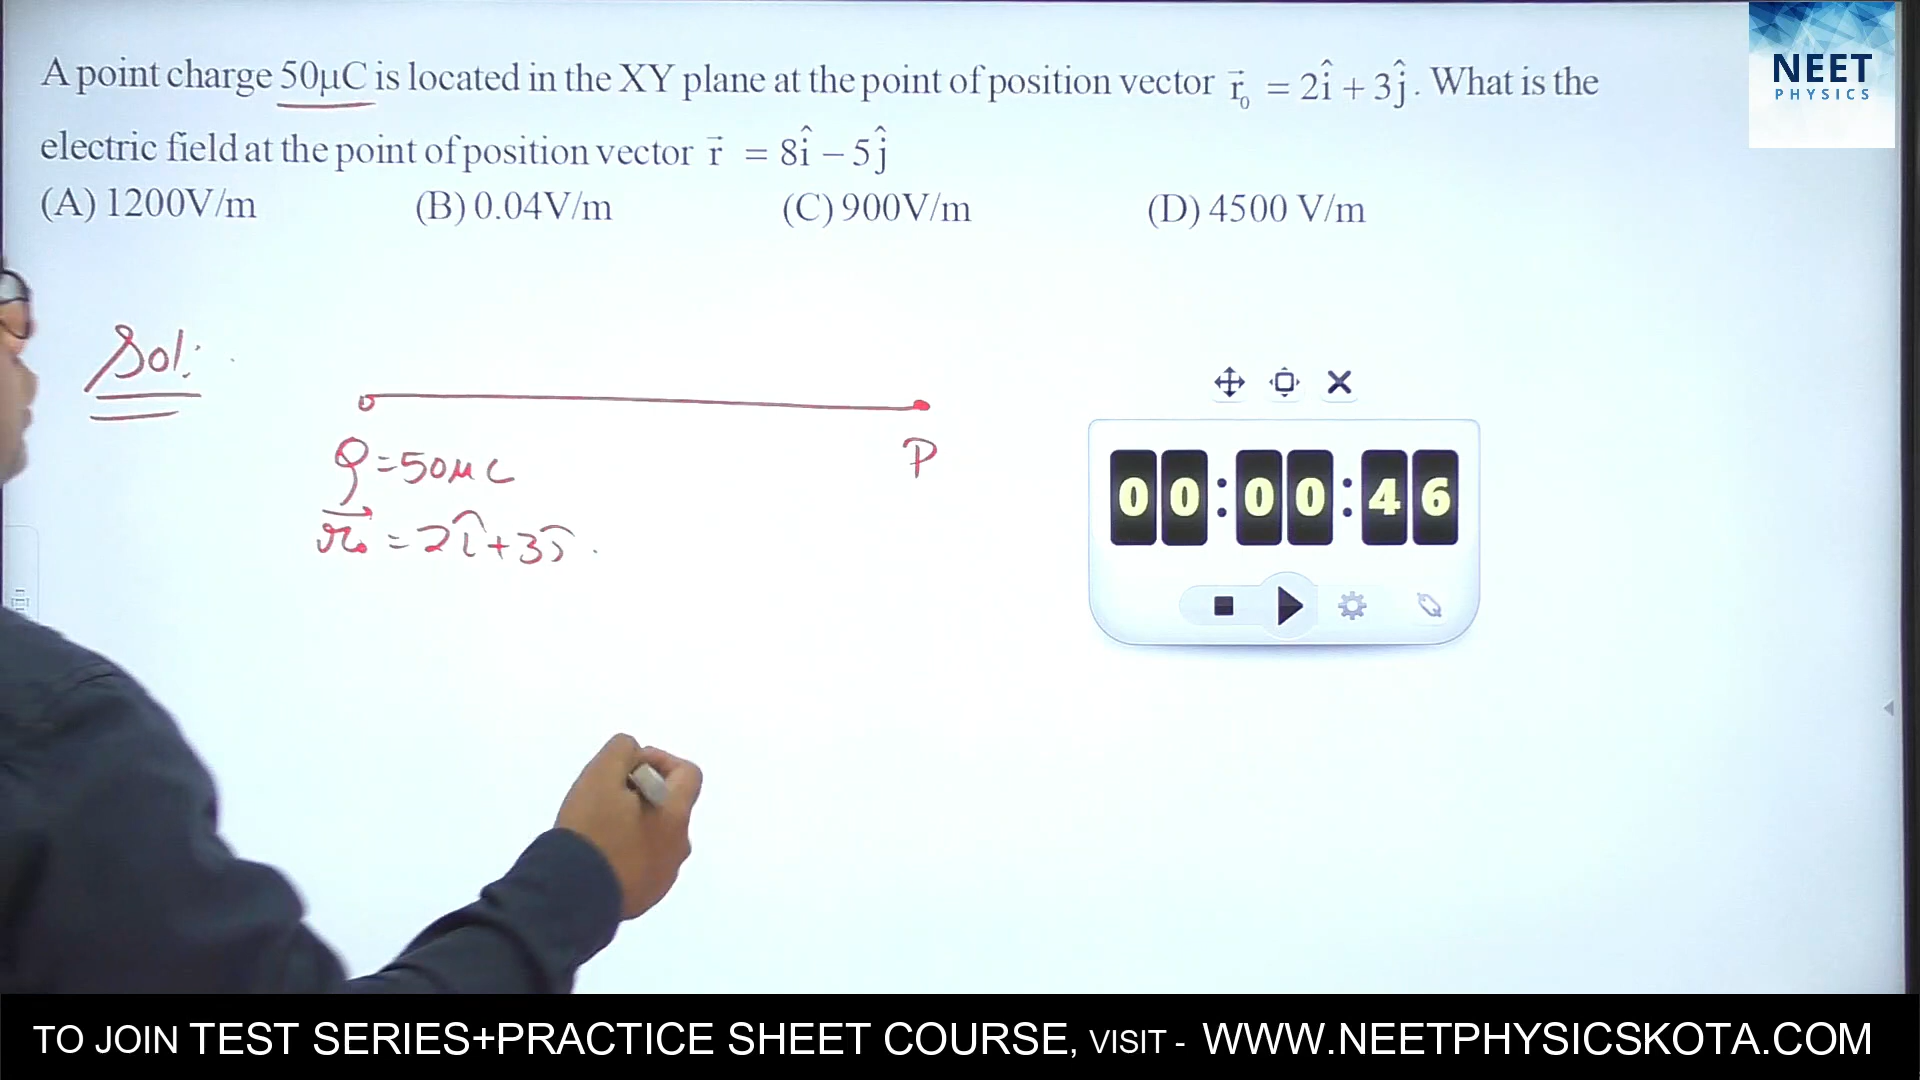 NEET
PHYSICS
A point charge 50μC is located in the XY plane at the point of position vector r⃗₀ = 2î + 3ĵ. What is the
electric field at the point of position vector r⃗ = 8î − 5ĵ
(A) 1200V/m (B) 0.04V/m (C) 900V/m (D) 4500 V/m
Sol:
Q = 50μC
P
r⃗₀ = 2î + 3ĵ.
00:00:46
TO JOIN TEST SERIES+PRACTICE SHEET COURSE, VISIT - WWW.NEETPHYSICSKOTA.COM